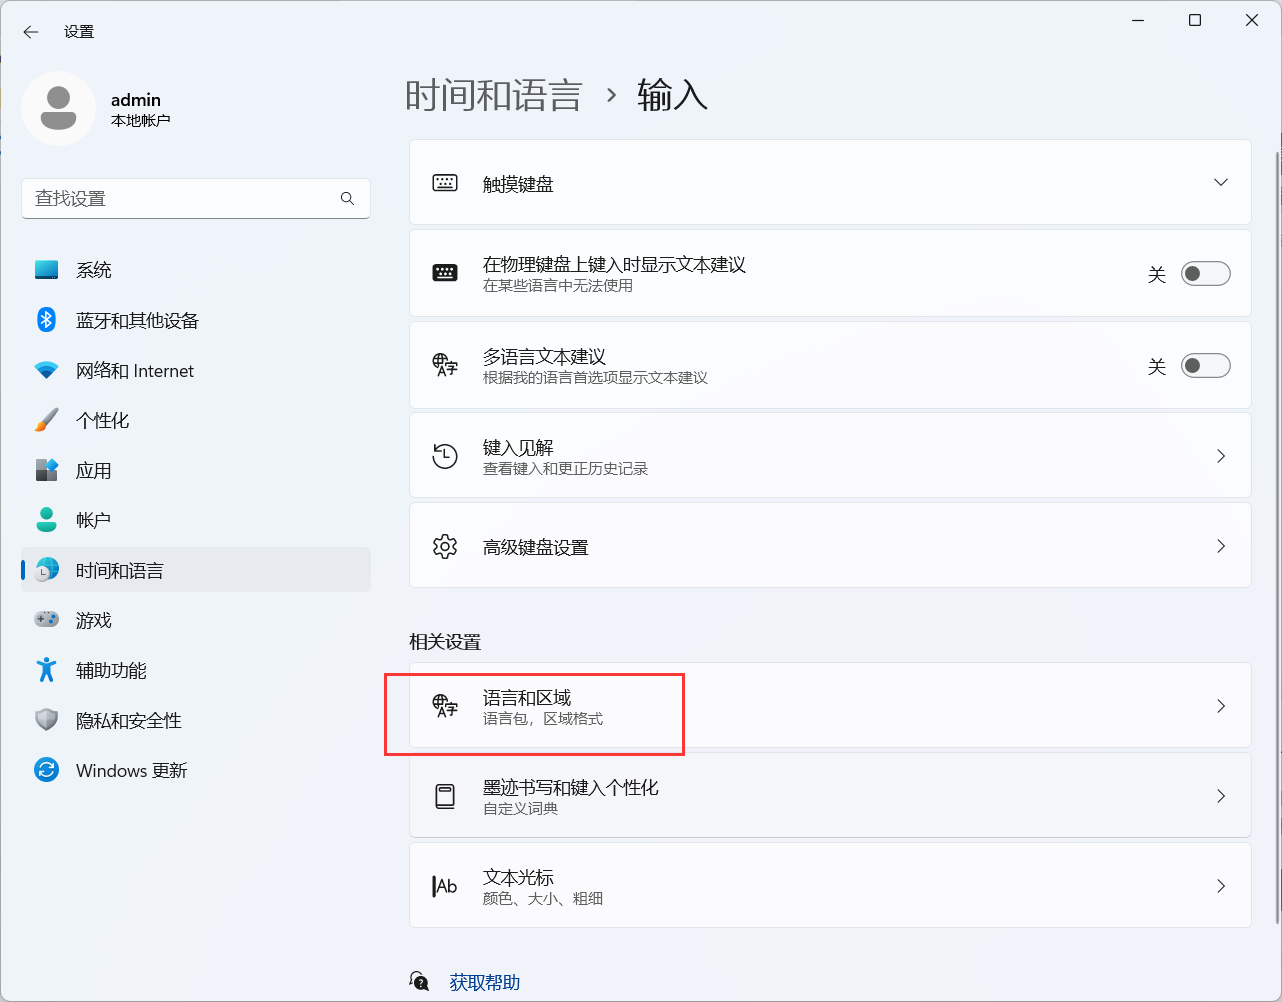 设置
admin
本地帐户
查找设置
系统
蓝牙和其他设备
网络和 Internet
个性化
应用
帐户
时间和语言
游戏
辅助功能
隐私和安全性
Windows 更新
时间和语言 › 输入
触摸键盘
在物理键盘上键入时显示文本建议
在某些语言中无法使用
关
多语言文本建议
根据我的语言首选项显示文本建议
关
键入见解
查看键入和更正历史记录
高级键盘设置
相关设置
语言和区域
语言包，区域格式
墨迹书写和键入个性化
自定义词典
文本光标
颜色、大小、粗细
获取帮助